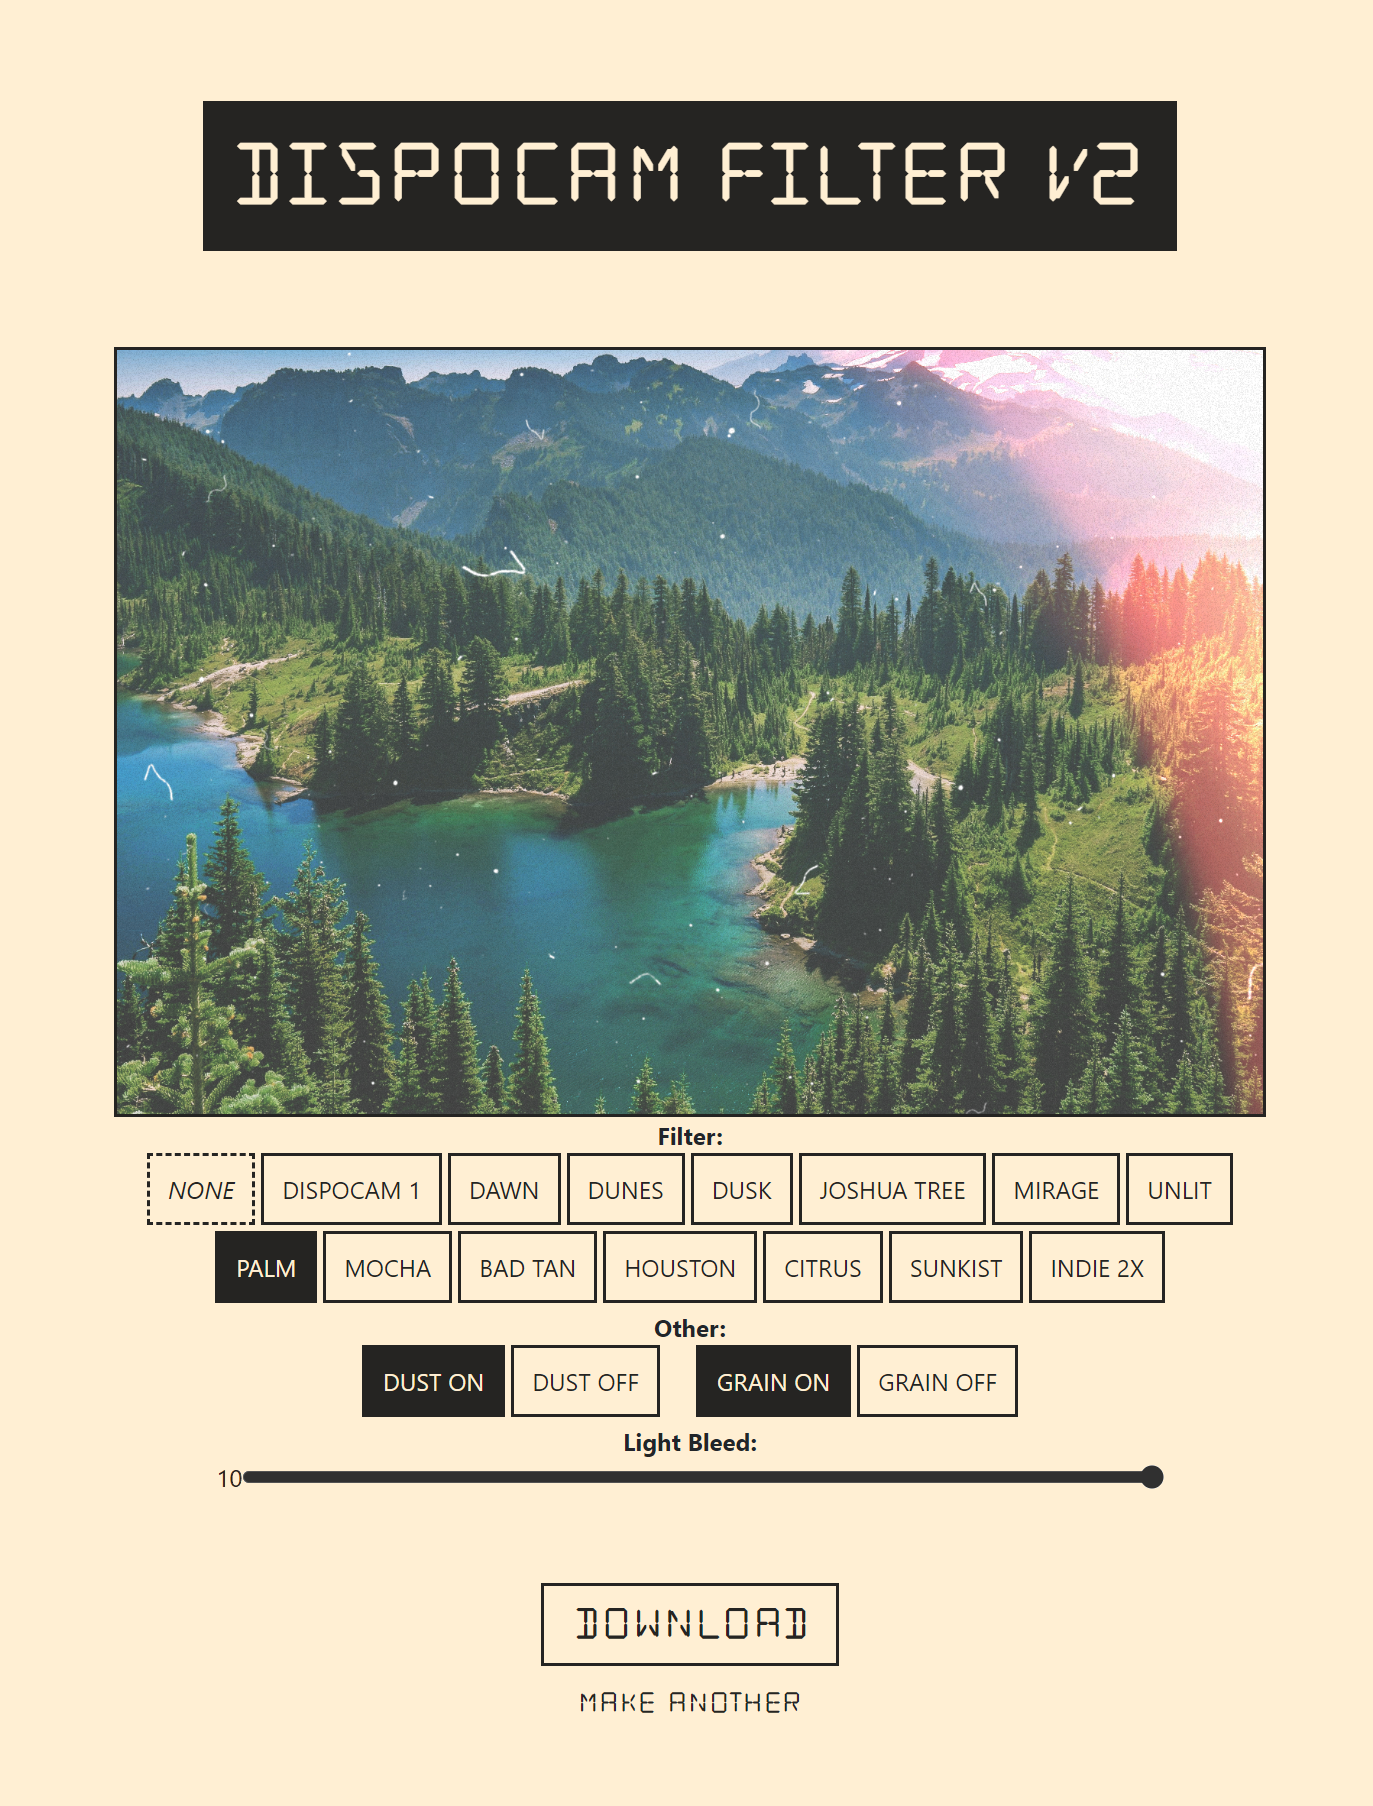 DISPOCAM FILTER V2
Filter:
NONE DISPOCAM 1 DAWN DUNES DUSK JOSHUA TREE MIRAGE UNLIT
PALM MOCHA BAD TAN HOUSTON CITRUS SUNKIST INDIE 2X
Other:
DUST ON DUST OFF GRAIN ON GRAIN OFF
Light Bleed:
10
DOWNLOAD
MAKE ANOTHER